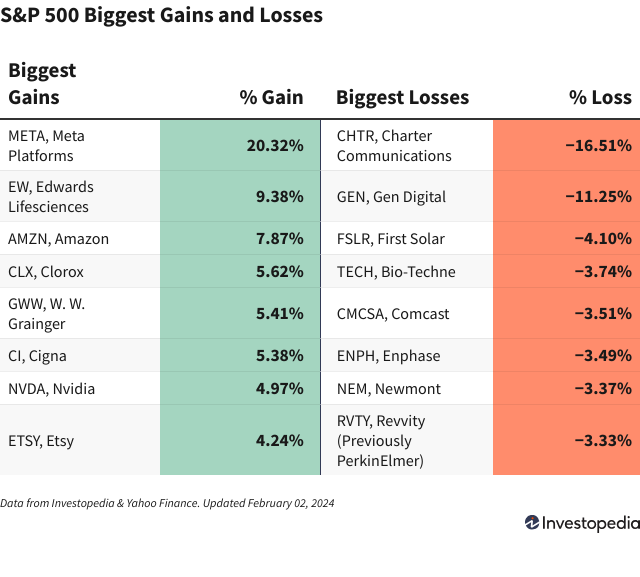 S&P 500 Biggest Gains and Losses
Biggest
Gains
% Gain
Biggest Losses
% Loss
META, Meta
Platforms
20.32%
CHTR, Charter
Communications
−16.51%
EW, Edwards
Lifesciences
9.38%
GEN, Gen Digital
−11.25%
AMZN, Amazon
7.87%
FSLR, First Solar
−4.10%
CLX, Clorox
5.62%
TECH, Bio-Techne
−3.74%
GWW, W. W.
Grainger
5.41%
CMCSA, Comcast
−3.51%
CI, Cigna
5.38%
ENPH, Enphase
−3.49%
NVDA, Nvidia
4.97%
NEM, Newmont
−3.37%
ETSY, Etsy
4.24%
RVTY, Revvity
(Previously
PerkinElmer)
−3.33%
Data from Investopedia & Yahoo Finance. Updated February 02, 2024
Investopedia